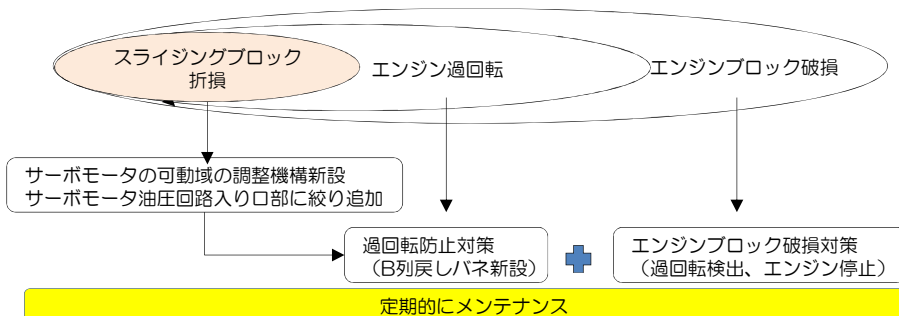 スライジングブロック
折損
エンジン過回転
エンジンブロック破損
サーボモータの可動域の調整機構新設
サーボモータ油圧回路入り口部に絞り追加
過回転防止対策
（B列戻しバネ新設）
エンジンブロック破損対策
（過回転検出、エンジン停止）
定期的にメンテナンス